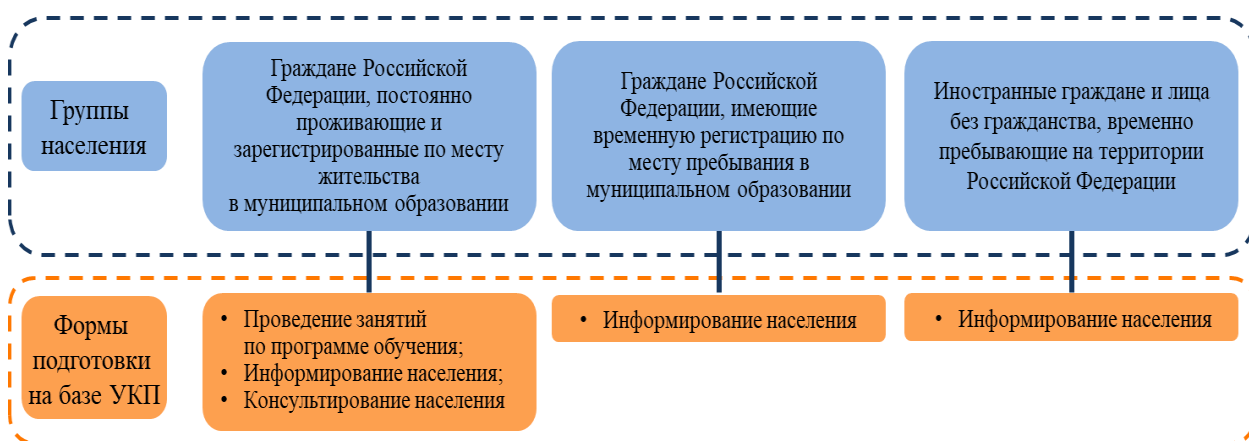 Группы
населения
Граждане Российской
Федерации, постоянно
проживающие и
зарегистрированные по месту
жительства
в муниципальном образовании
Граждане Российской
Федерации, имеющие
временную регистрацию по
месту пребывания в
муниципальном образовании
Иностранные граждане и лица
без гражданства, временно
пребывающие на территории
Российской Федерации
Формы
подготовки
на базе УКП
• Проведение занятий
по программе обучения;
• Информирование населения;
• Консультирование населения
• Информирование населения
• Информирование населения